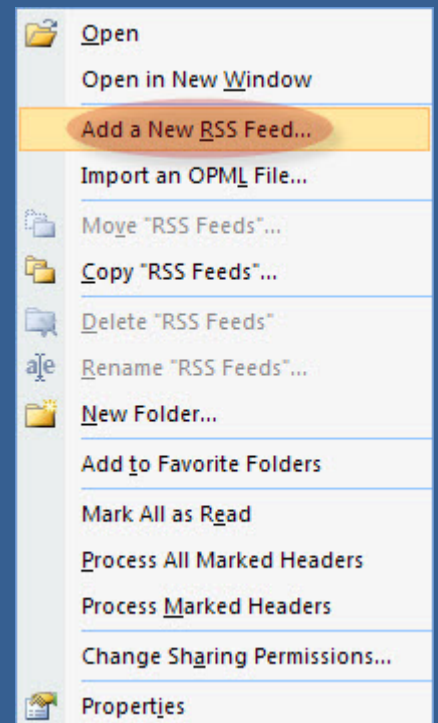 Open
Open in New Window
Add a New RSS Feed...
Import an OPML File...
Move "RSS Feeds"...
Copy "RSS Feeds"...
Delete "RSS Feeds"
Rename "RSS Feeds"...
New Folder...
Add to Favorite Folders
Mark All as Read
Process All Marked Headers
Process Marked Headers
Change Sharing Permissions...
Properties